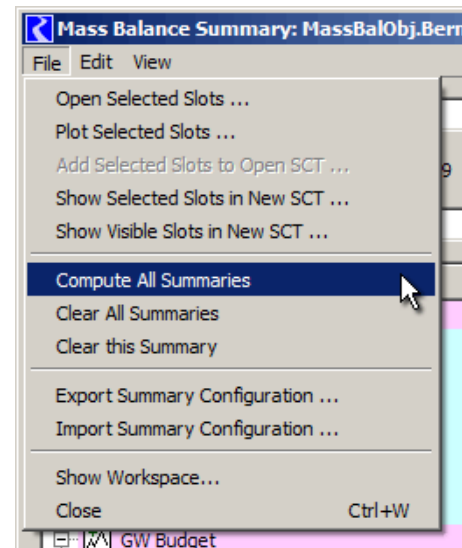 Mass Balance Summary: MassBalObj.Bern
File Edit View
Open Selected Slots ...
Plot Selected Slots ...
Add Selected Slots to Open SCT ...
9
Show Selected Slots in New SCT ...
Show Visible Slots in New SCT ...
Compute All Summaries
Clear All Summaries
Clear this Summary
Export Summary Configuration ...
Import Summary Configuration ...
Show Workspace...
Close Ctrl+W
GW Budget